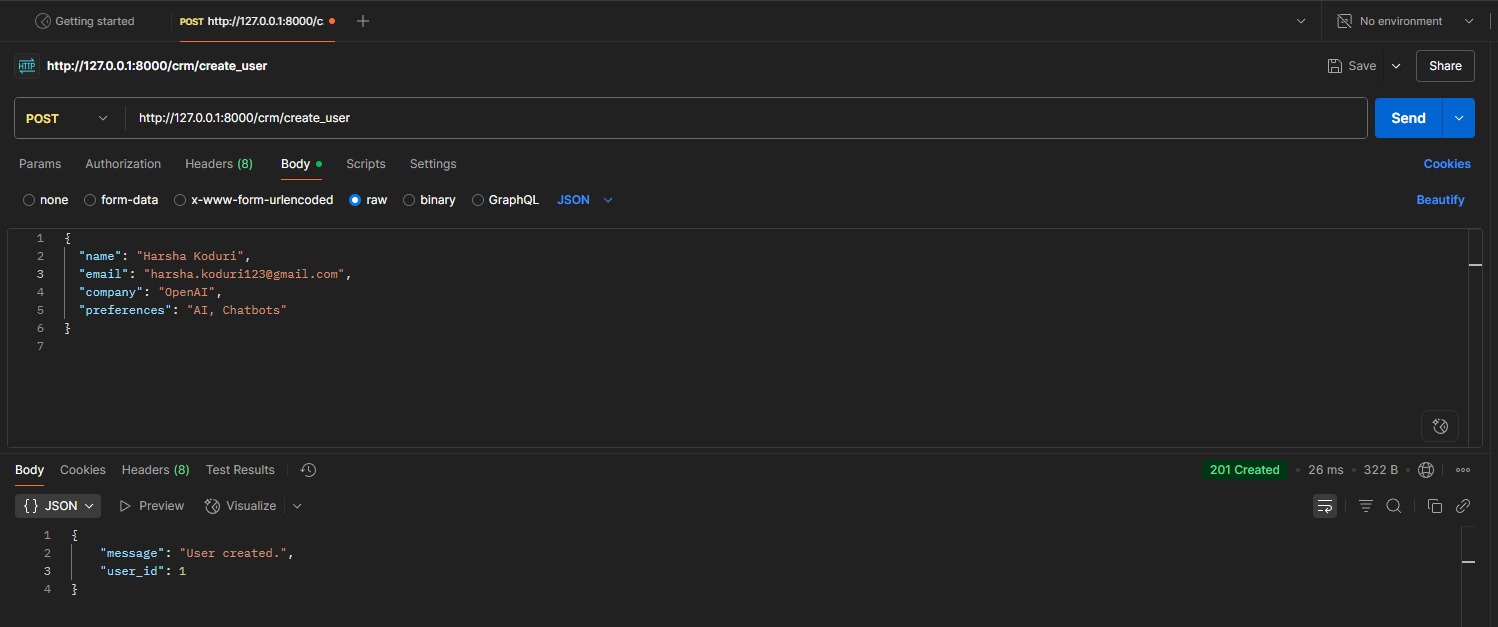 Getting started POST http://127.0.0.1:8000/c No environment
HTTP http://127.0.0.1:8000/crm/create_user Save Share
POST http://127.0.0.1:8000/crm/create_user Send
Params Authorization Headers (8) Body Scripts Settings Cookies
none form-data x-www-form-urlencoded raw binary GraphQL JSON Beautify
1 {
2 "name": "Harsha Koduri",
3 "email": "harsha.koduri123@gmail.com",
4 "company": "OpenAI",
5 "preferences": "AI, Chatbots"
6 }
7
Body Cookies Headers (8) Test Results 201 Created • 26 ms • 322 B •
{} JSON Preview Visualize
1 {
2 "message": "User created.",
3 "user_id": 1
4 }